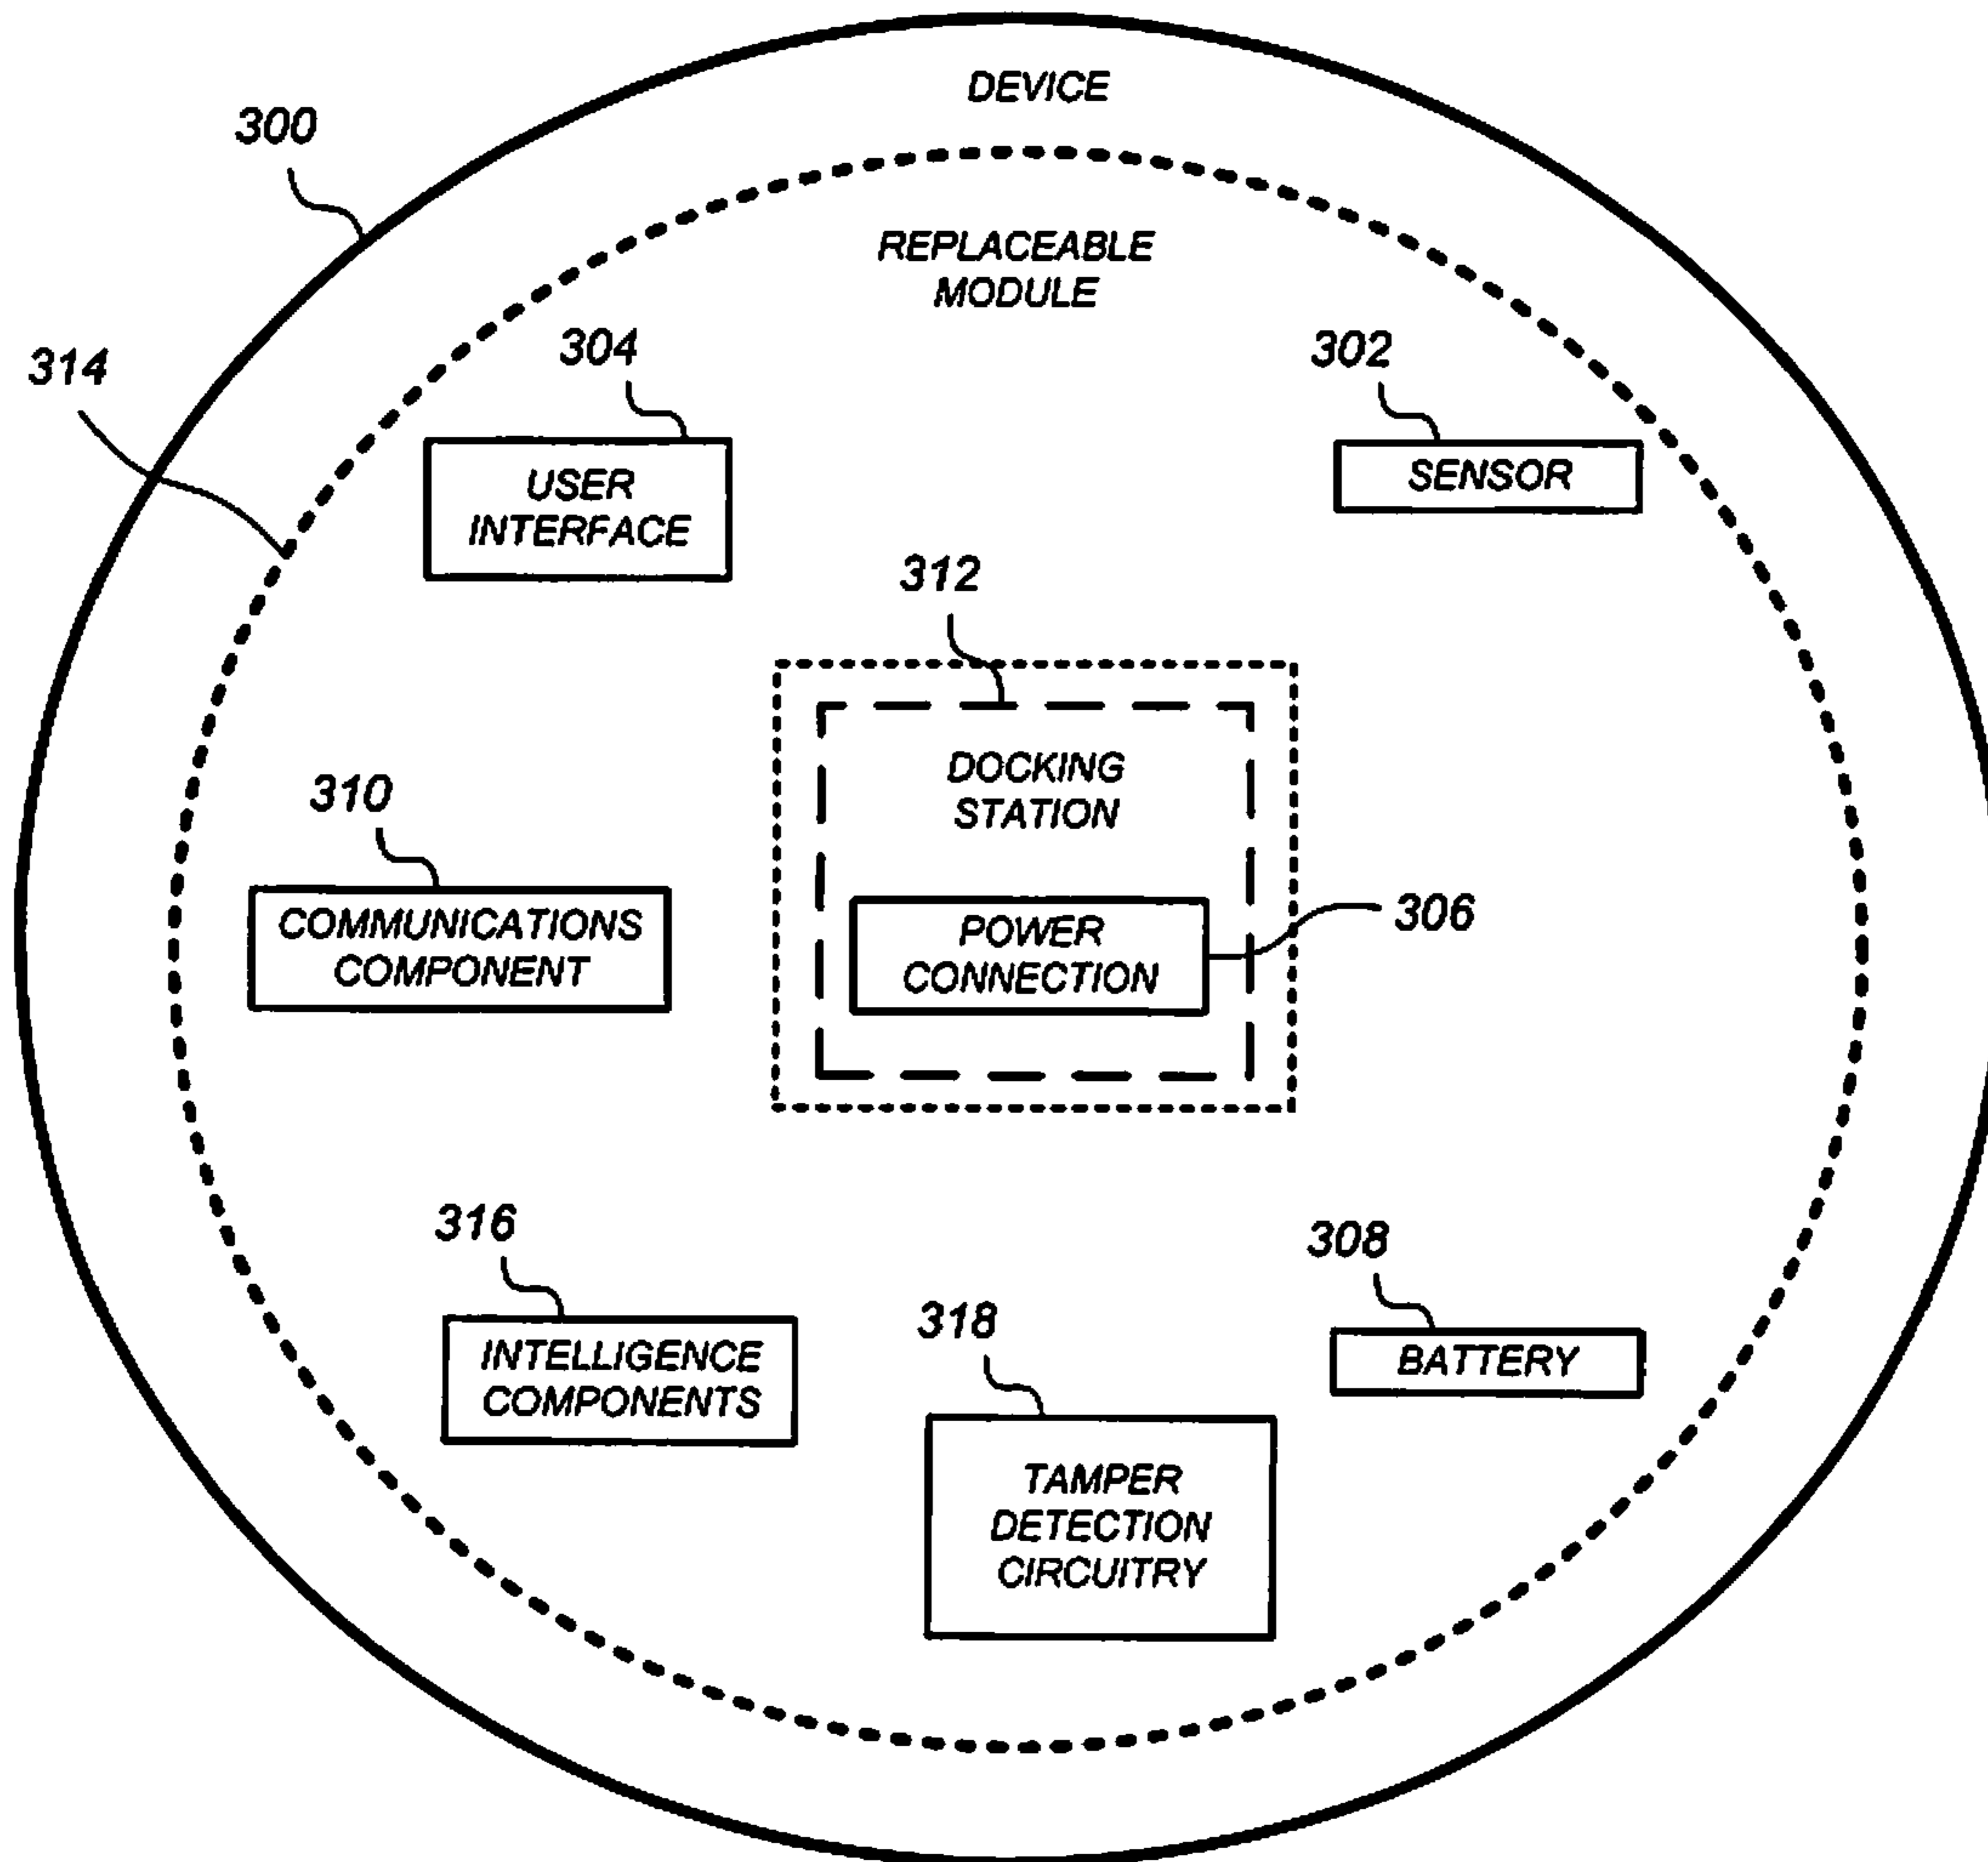 DEVICE
300
REPLACEABLE
MODULE
304
302
314
USER
INTERFACE
SENSOR
312
DOCKING
STATION
310
306
COMMUNICATIONS
COMPONENT
POWER
CONNECTION
316
308
318
INTELLIGENCE
COMPONENTS
BATTERY
TAMPER
DETECTION
CIRCUITRY